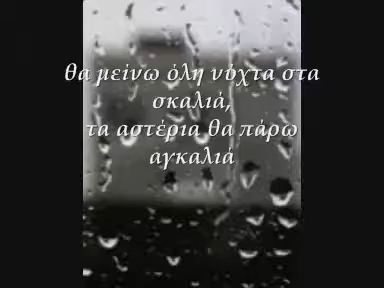 θα μείνω όλη νύχτα στα
σκαλιά,
τα αστέρια θα πάρω
αγκαλιά